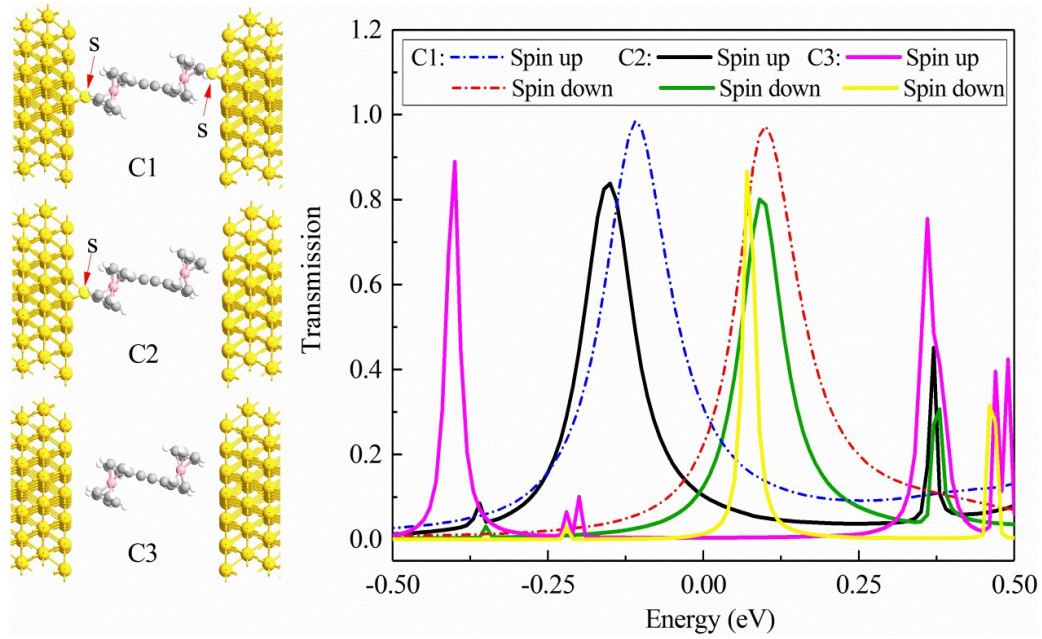 S
S
C1
S
C2
C3
1.2
1.0
0.8
0.6
0.4
0.2
0.0
Transmission
C1: Spin up C2: Spin up C3: Spin up
Spin down Spin down Spin down
-0.50 -0.25 0.00 0.25 0.50
Energy (eV)